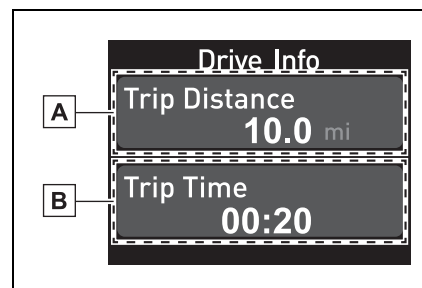 Drive Info
A
Trip Distance
10.0 mi
B
Trip Time
00:20